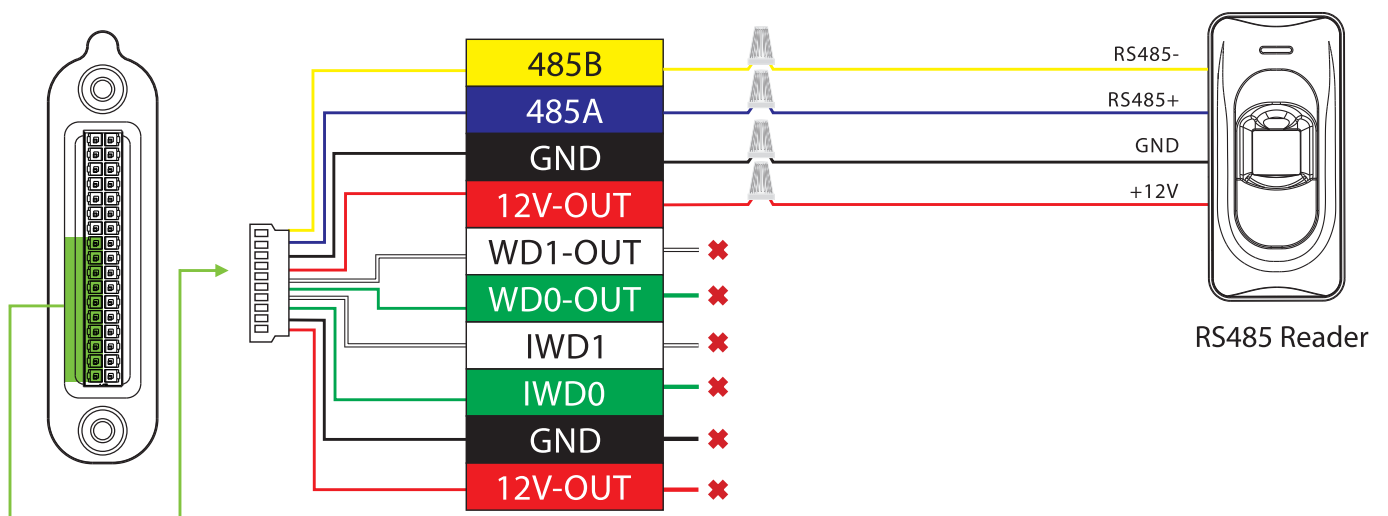 485B
RS485-
485A
RS485+
GND
GND
12V-OUT
+12V
WD1-OUT
WD0-OUT
IWD1
IWD0
GND
12V-OUT
RS485 Reader